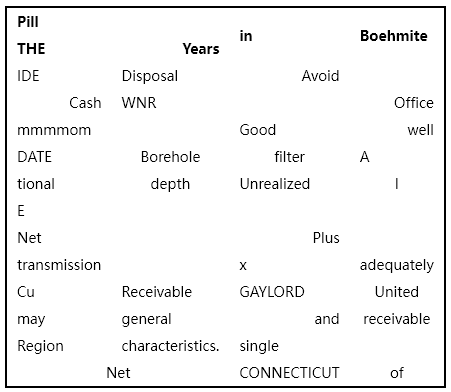 Pill
THE Years in Boehmite
IDE Disposal Avoid
Cash WNR Office
mmmmom Good well
DATE Borehole filter A
tional depth Unrealized I
E
Net Plus
transmission x adequately
Cu Receivable GAYLORD United
may general and receivable
Region characteristics. single
Net CONNECTICUT of